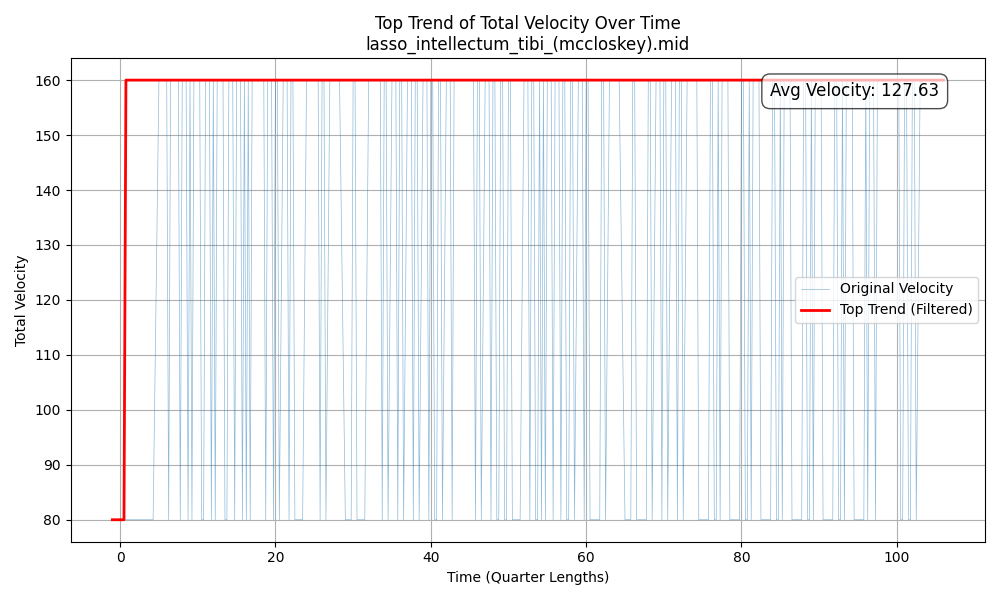 Top Trend of Total Velocity Over Time
lasso_intellectum_tibi_(mccloskey).mid
Avg Velocity: 127.63
Total Velocity
160
150
140
130
120
110
100
90
80
Original Velocity
Top Trend (Filtered)
0 20 40 60 80 100
Time (Quarter Lengths)